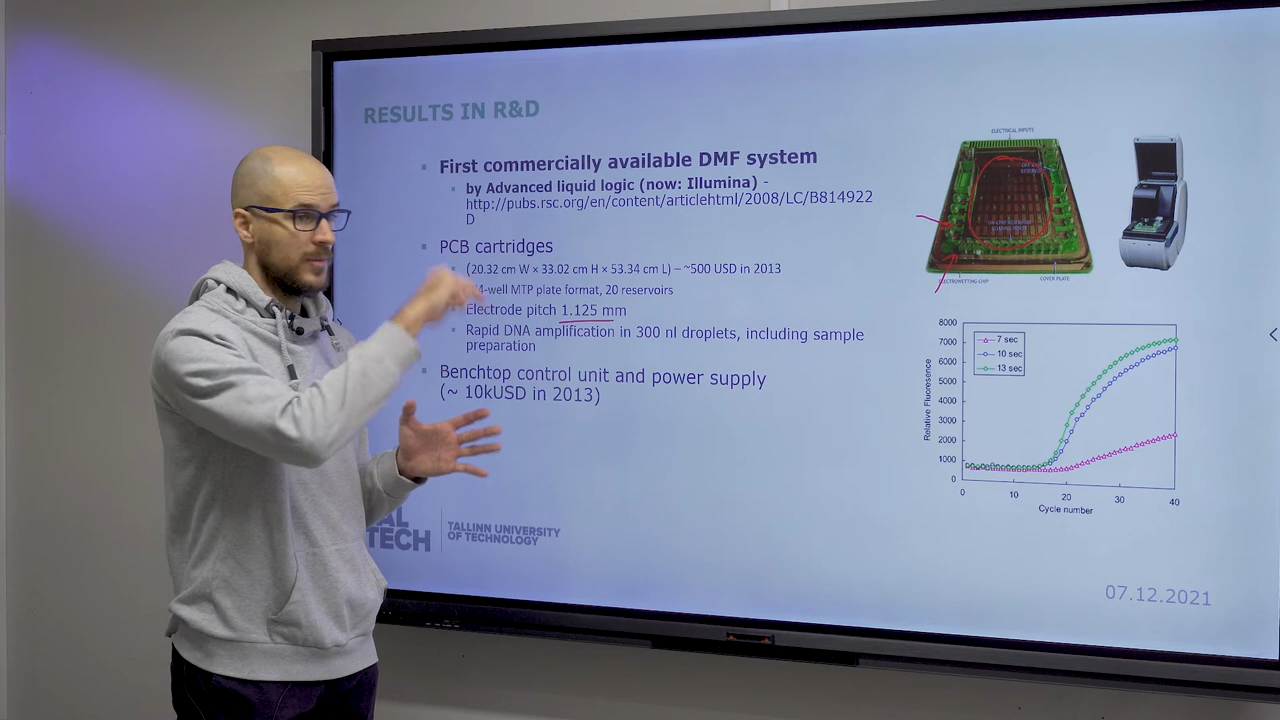 RESULTS IN R&D
First commercially available DMF system
by Advanced liquid logic (now: Illumina) -
http://pubs.rsc.org/en/content/articlehtml/2008/LC/B814922
D
PCB cartridges
(20.32 cm W × 33.02 cm H × 53.34 cm L) – ~500 USD in 2013
-well MTP plate format, 20 reservoirs
Electrode pitch 1.125 mm
Rapid DNA amplification in 300 nl droplets, including sample
preparation
Benchtop control unit and power supply
(~ 10kUSD in 2013)
TECH
TALLINN UNIVERSITY
OF TECHNOLOGY
ELECTRICAL INPUTS
ELECTROWETTING CHIP
COVER PLATE
Relative Fluorescence
8000
7000
6000
5000
4000
3000
2000
1000
0
7 sec
10 sec
13 sec
0 10 20 30 40
Cycle number
07.12.2021